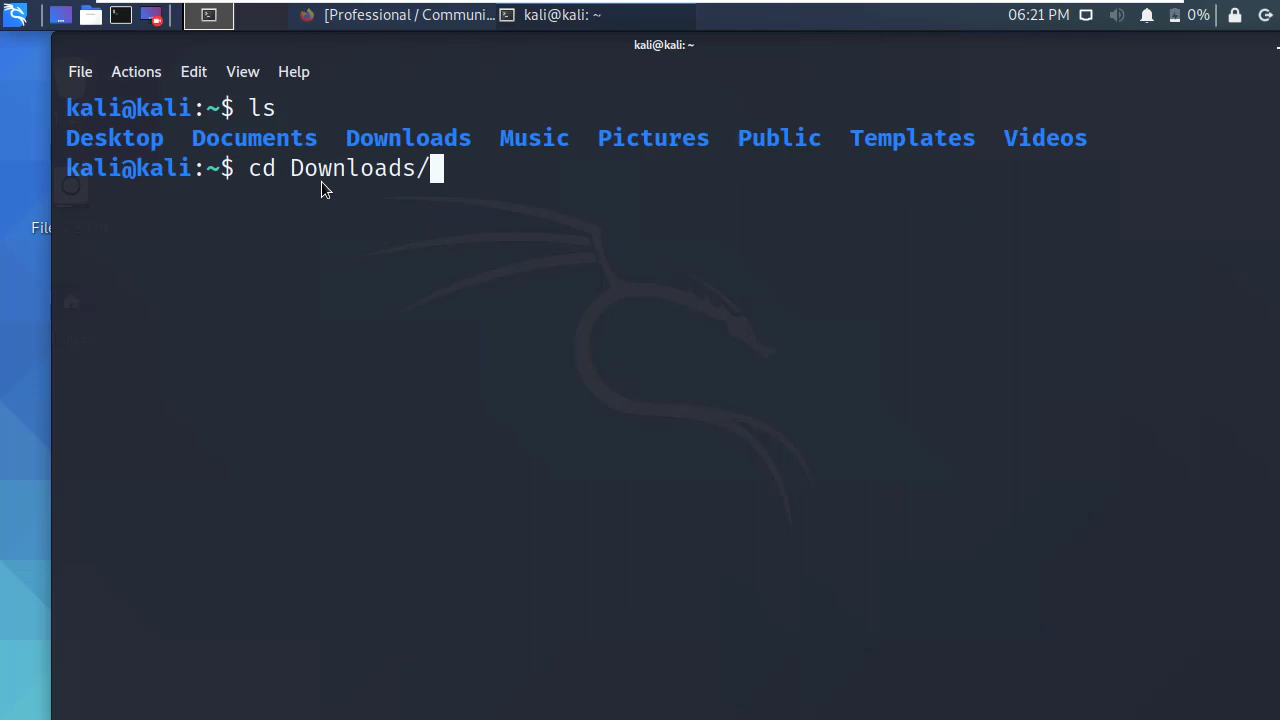 [Professional / Communi... kali@kali: ~ 06:21 PM 0%
kali@kali: ~
File Actions Edit View Help
kali@kali:~$ ls
Desktop Documents Downloads Music Pictures Public Templates Videos
kali@kali:~$ cd Downloads/